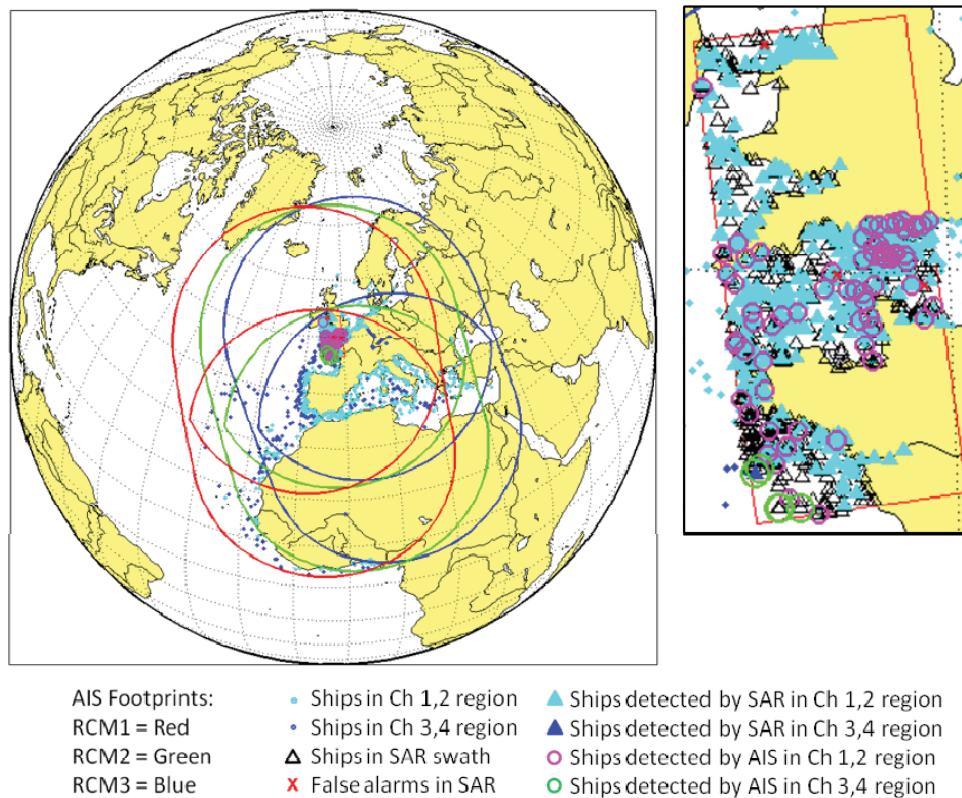 AIS Footprints:
RCM1 = Red
RCM2 = Green
RCM3 = Blue
Ships in Ch 1,2 region
Ships in Ch 3,4 region
Ships in SAR swath
False alarms in SAR
Ships detected by SAR in Ch 1,2 region
Ships detected by SAR in Ch 3,4 region
Ships detected by AIS in Ch 1,2 region
Ships detected by AIS in Ch 3,4 region